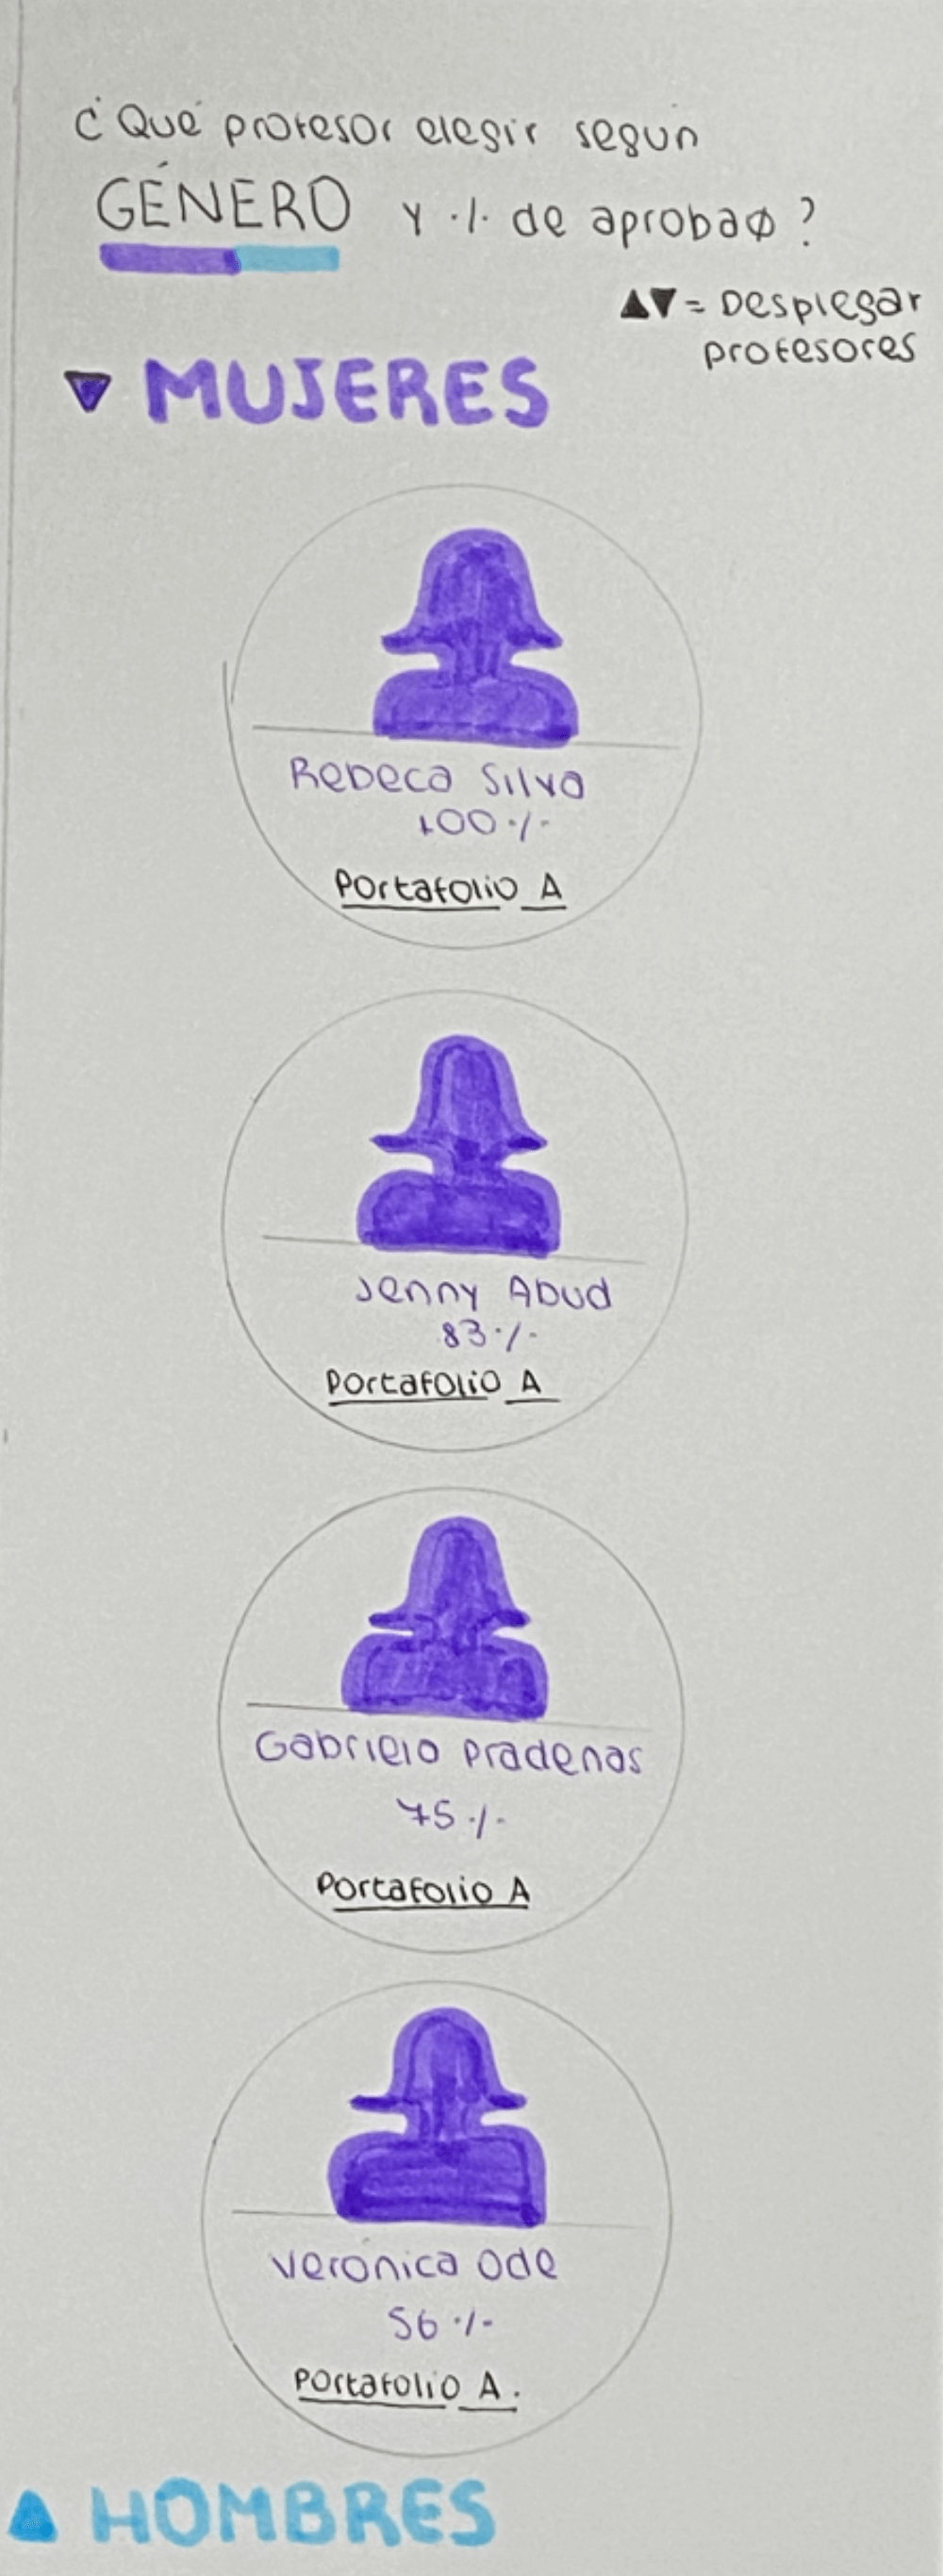 ¿Qué profesor elegir segun
GÉNERO y % de aprobaø?
▲▼ = Desplegar
profesores
▼ MUJERES
Rebeca Silva
100%
Portafolio A
Jenny Abud
83%
Portafolio A
Gabriela Pradenas
75%
Portafolio A
Verónica Ode
56%
Portafolio A.
▲ HOMBRES